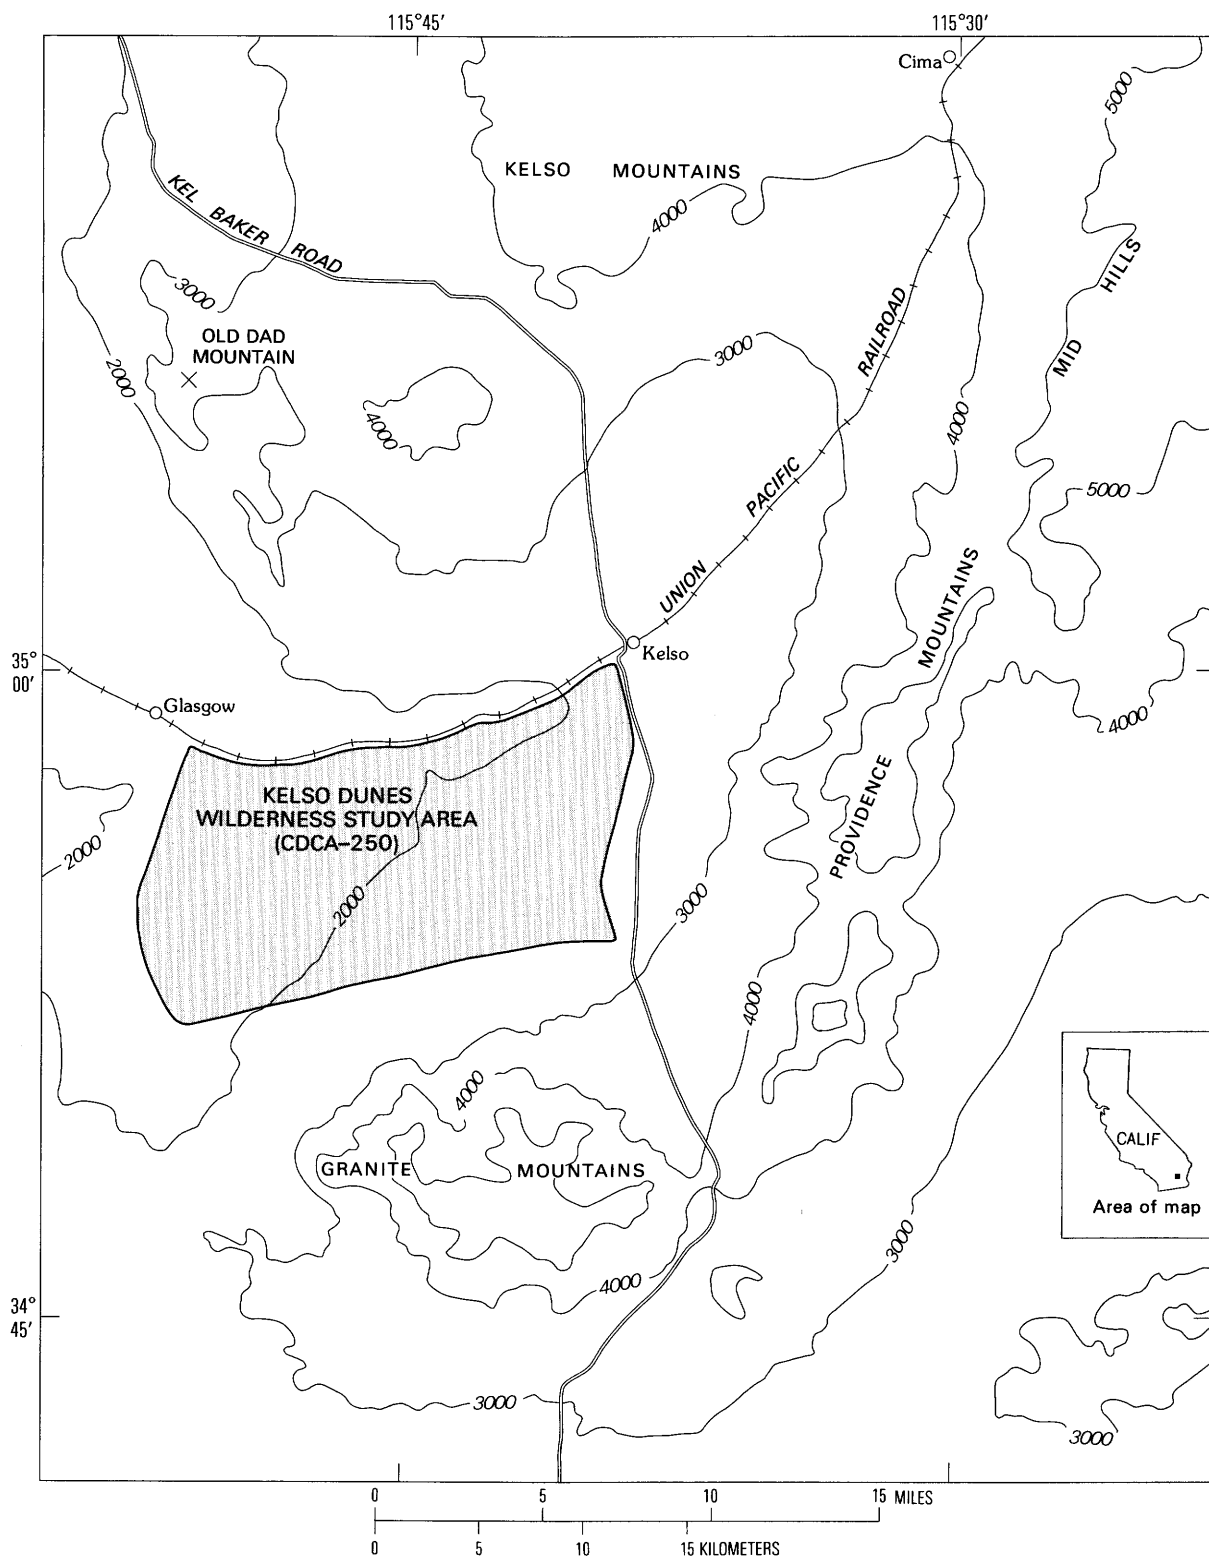 115°45'
115°30'
Cima
5000
KELSO MOUNTAINS
KEL BAKER ROAD
4000
HILLS
3000
OLD DAD
MOUNTAIN
RAILROAD
3000
MID
2000
4000
4000
PACIFIC
5000
UNION
MOUNTAINS
Kelso
35°
00'
Glasgow
4000
PROVIDENCE
KELSO DUNES
WILDERNESS STUDY AREA
(CDCA-250)
2000
2000
3000
4000
4000
CALIF
GRANITE MOUNTAINS
Area of map
3000
4000
34°
45'
3000
3000
0 5 10 15 MILES
0 5 10 15 KILOMETERS